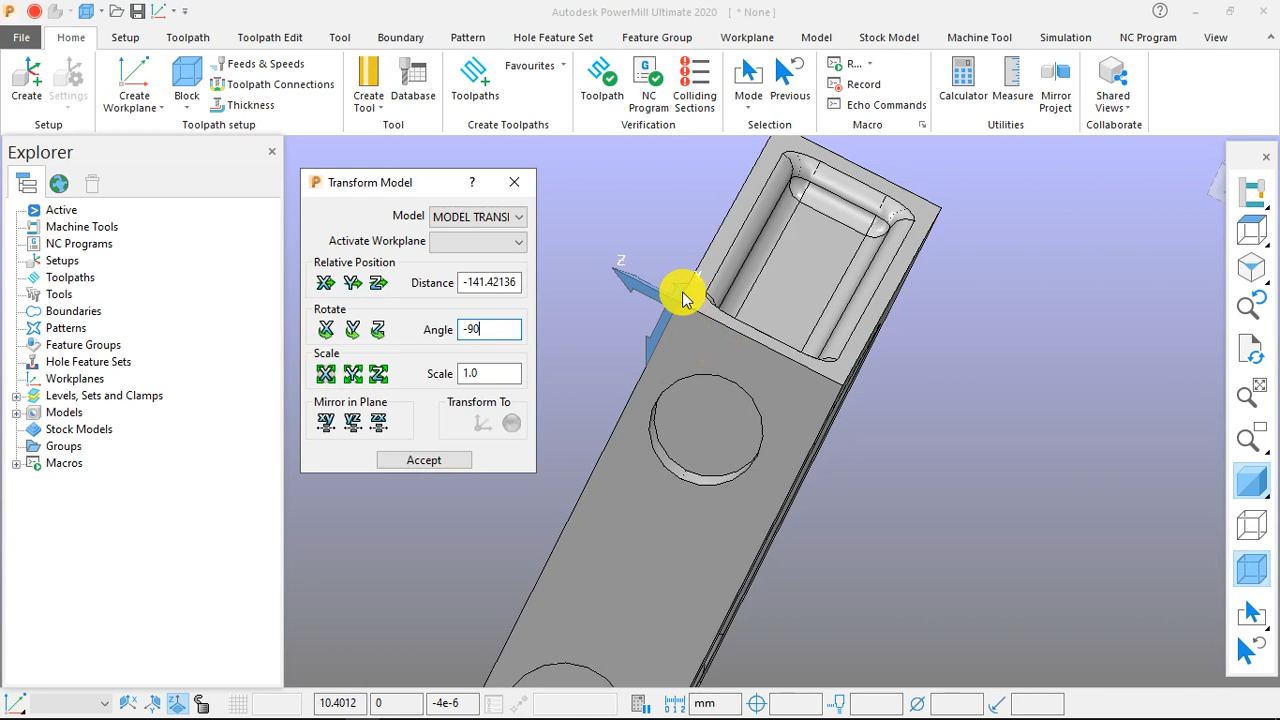 Autodesk PowerMill Ultimate 2020 [ * None ]
File Home Setup Toolpath Toolpath Edit Tool Boundary Pattern Hole Feature Set Feature Group Workplane Model Stock Model Machine Tool Simulation NC Program View
Create
Settings
Setup
Create Workplane
Block
Feeds & Speeds
Toolpath Connections
Thickness
Toolpath setup
Create Tool
Database
Tool
Toolpaths
Favourites
Create Toolpaths
Toolpath
NC Program
Colliding Sections
Verification
Mode
Previous
Selection
R...
Record
Echo Commands
Macro
Calculator
Measure
Mirror Project
Utilities
Shared Views
Collaborate
Explorer
Active
Machine Tools
NC Programs
Setups
Toolpaths
Tools
Boundaries
Patterns
Feature Groups
Hole Feature Sets
Workplanes
Levels, Sets and Clamps
Models
Stock Models
Groups
Macros
Transform Model ?
Model MODEL TRANSI
Activate Workplane
Relative Position
X Y Z Distance -141.42136
Rotate
X Y Z Angle -90
Scale
X Y Z Scale 1.0
Mirror in Plane Transform To
xy yz zx
Accept
Z
10.4012 0 -4e-6 mm